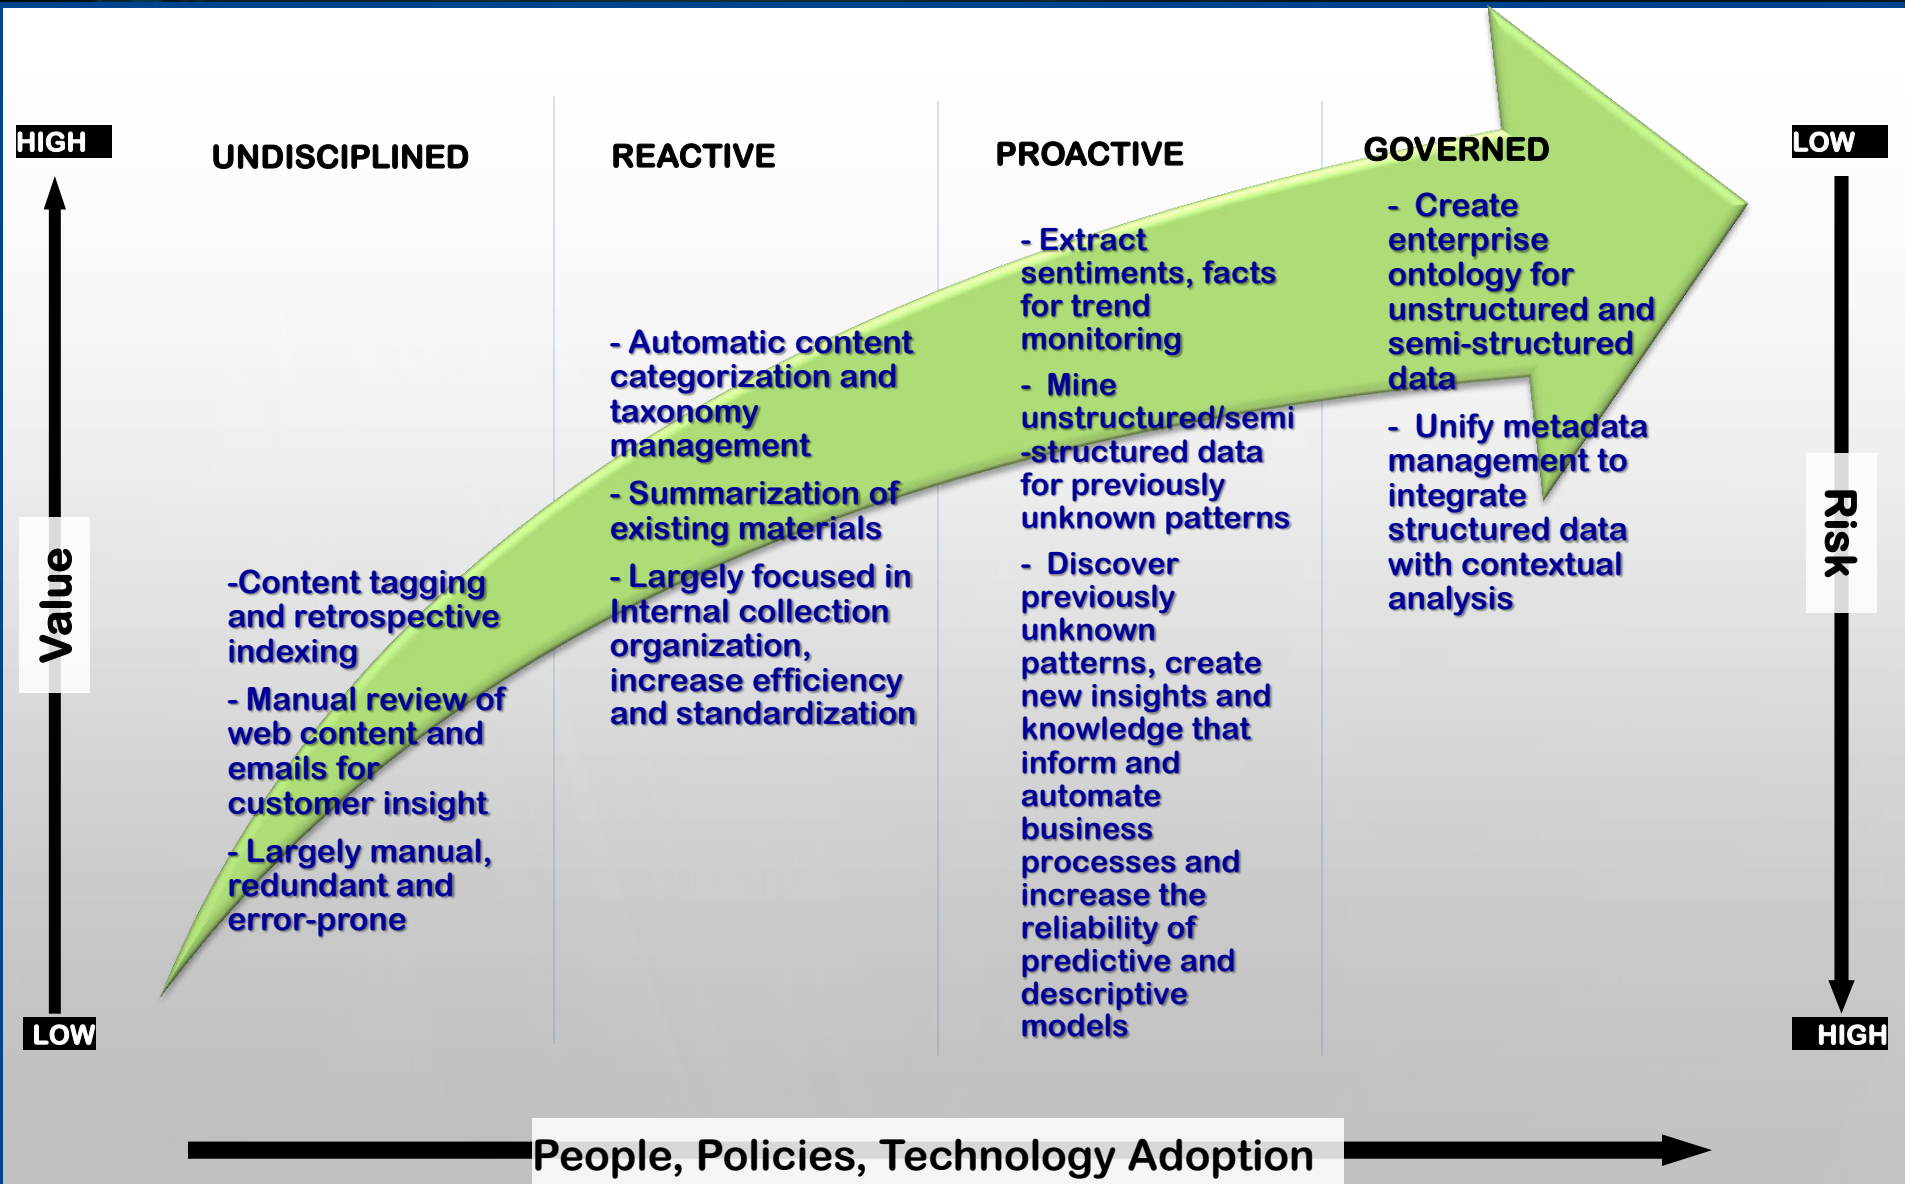 HIGH
LOW
UNDISCIPLINED
REACTIVE
PROACTIVE
GOVERNED
-Content tagging
and retrospective
indexing
- Manual review of
web content and
emails for
customer insight
- Largely manual,
redundant and
error-prone
- Automatic content
categorization and
taxonomy
management
- Summarization of
existing materials
- Largely focused in
Internal collection
organization,
increase efficiency
and standardization
- Extract
sentiments, facts
for trend
monitoring
- Mine
unstructured/semi
-structured data
for previously
unknown patterns
- Discover
previously
unknown
patterns, create
new insights and
knowledge that
inform and
automate
business
processes and
increase the
reliability of
predictive and
descriptive
models
- Create
enterprise
ontology for
unstructured and
semi-structured
data
- Unify metadata
management to
integrate
structured data
with contextual
analysis
Value
Risk
LOW
HIGH
People, Policies, Technology Adoption